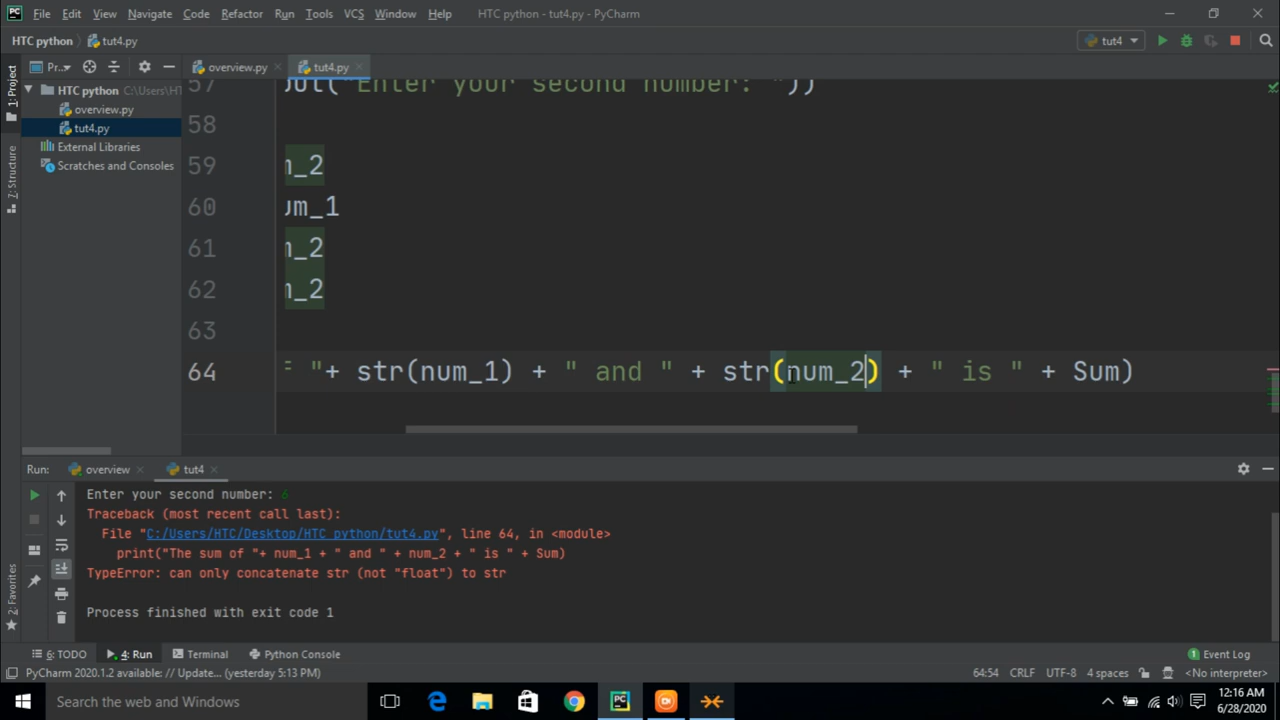 File Edit View Navigate Code Refactor Run Tools VCS Window Help HTC python - tut4.py - PyCharm
HTC python tut4.py tut4
1: Project
Pr... overview.py tut4.py
HTC python C:\Users\HT
overview.py
tut4.py
External Libraries
Scratches and Consoles
7: Structure
2: Favorites
57 out("Enter your second number: "))
58
59 m_2
60 um_1
61 m_2
62 m_2
63
64 "+ str(num_1) + " and " + str(num_2) + " is " + Sum)
Run: overview tut4
Enter your second number: 6
Traceback (most recent call last):
File "C:/Users/HTC/Desktop/HTC python/tut4.py", line 64, in <module>
print("The sum of "+ num_1 + " and " + num_2 + " is " + Sum)
TypeError: can only concatenate str (not "float") to str
Process finished with exit code 1
6: TODO 4: Run Terminal Python Console 1 Event Log
PyCharm 2020.1.2 available: // Update... (yesterday 5:13 PM) 64:54 CRLF UTF-8 4 spaces <No interpreter>
Search the web and Windows
12:16 AM
6/28/2020